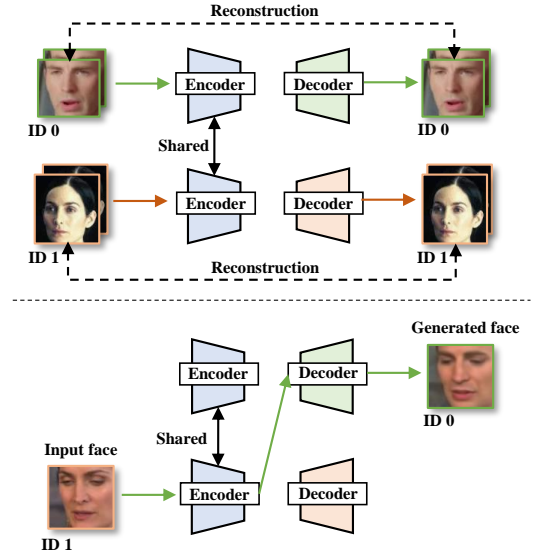 Reconstruction
Encoder
Decoder
ID 0
ID 0
Shared
Encoder
Decoder
ID 1
ID 1
Reconstruction
Generated face
Encoder
Decoder
ID 0
Shared
Input face
Encoder
Decoder
ID 1